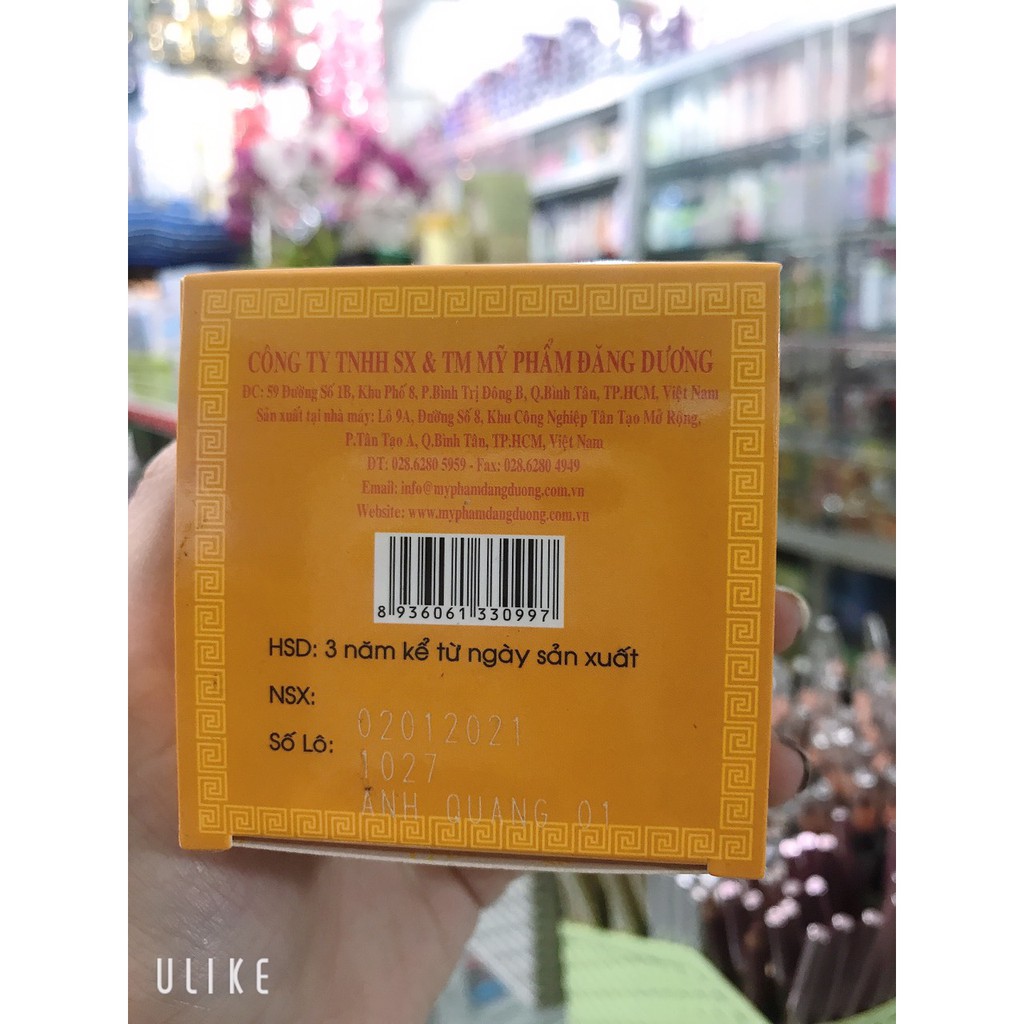 CÔNG TY TNHH SX & TM MỸ PHẨM ĐĂNG DƯƠNG
ĐC: 59 Đường Số 1B, Khu Phố 8, P.Bình Trị Đông B, Q.Bình Tân, TP.HCM, Việt Nam
Sản xuất tại nhà máy: Lô 9A, Đường Số 8, Khu Công Nghiệp Tân Tạo Mở Rộng,
P.Tân Tạo A, Q.Bình Tân, TP.HCM, Việt Nam
ĐT: 028.6280 5959 - Fax: 028.6280 4949
Email: info@myphamdangduong.com.vn
Website: www.myphamdangduong.com.vn
8 936061 330997
HSD: 3 năm kể từ ngày sản xuất
NSX: 02012021
Số Lô: 1027
ANH QUANG 01
ULIKE